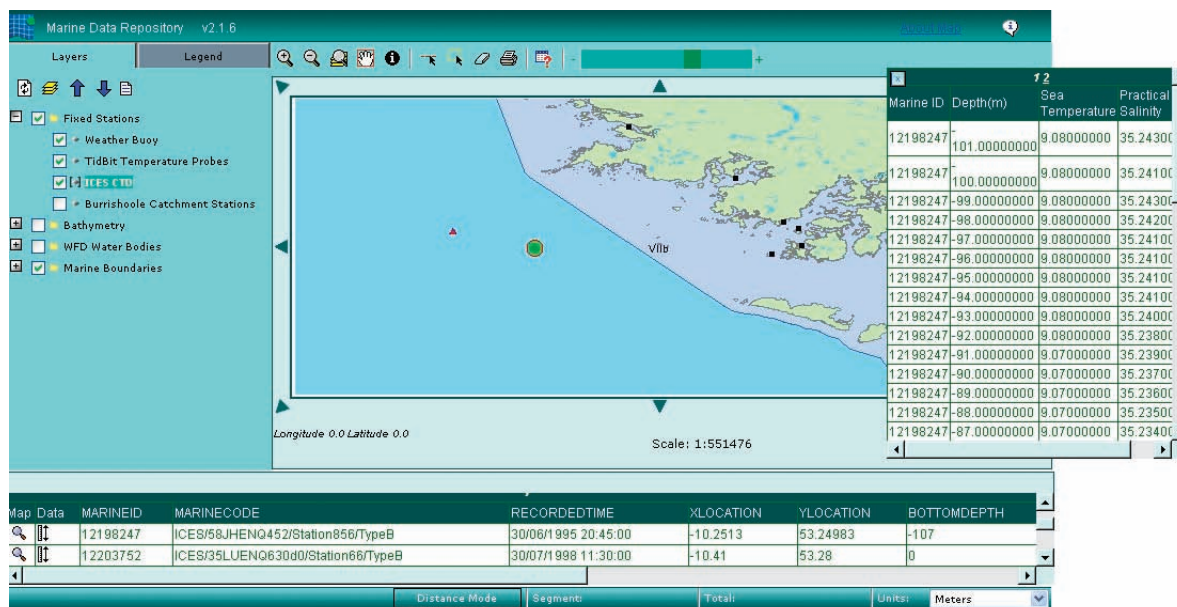 Marine Data Repository v2.1.6
About Map
Layers Legend
- +
Fixed Stations
Weather Buoy
TidBit Temperature Probes
ICES CTD
Burrishoole Catchment Stations
Bathymetry
WFD Water Bodies
Marine Boundaries
VIIa
Longitude 0.0 Latitude 0.0
Scale: 1:551476
1 2
Marine ID Depth(m) Sea Temperature Practical Salinity
12198247 -101.00000000 9.08000000 35.24300
12198247 -100.00000000 9.08000000 35.24100
12198247 -99.00000000 9.08000000 35.24300
12198247 -98.00000000 9.08000000 35.24200
12198247 -97.00000000 9.08000000 35.24100
12198247 -96.00000000 9.08000000 35.24100
12198247 -95.00000000 9.08000000 35.24100
12198247 -94.00000000 9.08000000 35.24100
12198247 -93.00000000 9.08000000 35.24000
12198247 -92.00000000 9.08000000 35.23800
12198247 -91.00000000 9.07000000 35.23900
12198247 -90.00000000 9.07000000 35.23700
12198247 -89.00000000 9.07000000 35.23600
12198247 -88.00000000 9.07000000 35.23500
12198247 -87.00000000 9.07000000 35.23400
Map Data MARINEID MARINECODE RECORDEDTIME XLOCATION YLOCATION BOTTOMDEPTH
12198247 ICES/58JHENQ452/Station856/TypeB 30/06/1995 20:45:00 -10.2513 53.24983 -107
12203752 ICES/35LUENQ630d0/Station66/TypeB 30/07/1998 11:30:00 -10.41 53.28 0
Distance Mode Segment: Total: Units: Meters